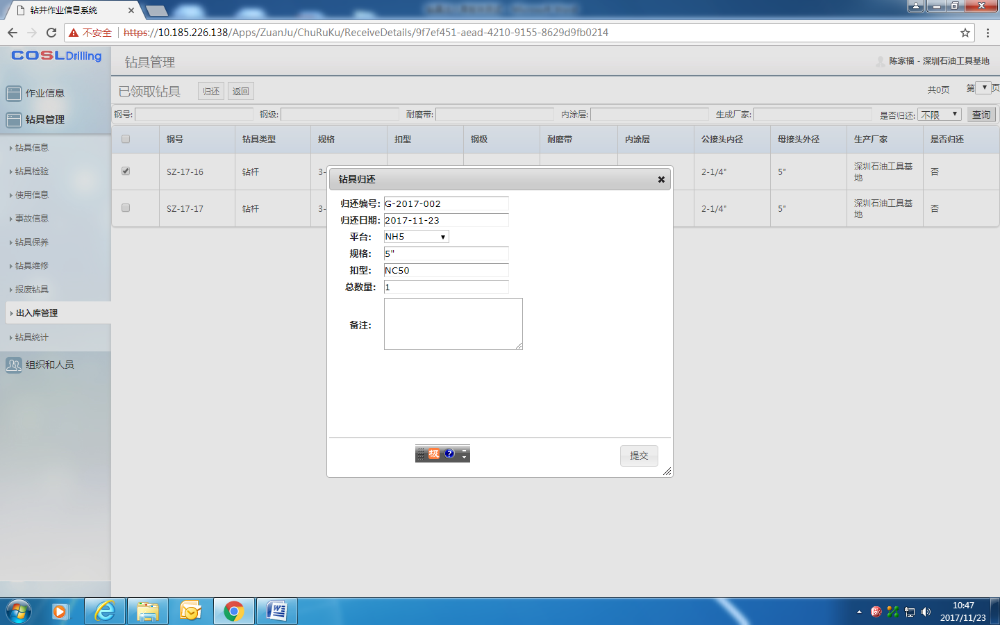 钻井作业信息系统
不安全 https://10.185.226.138/Apps/ZuanJu/ChuRuKu/ReceiveDetails/9f7ef451-aead-4210-9155-8629d9fb0214
COSL Drilling
钻具管理
陈家福 - 深圳石油工具基地
作业信息
钻具管理
钻具信息
钻具检验
使用信息
事故信息
钻具保养
钻具维修
报废钻具
出入库管理
钻具统计
组织和人员
已领取钻具 归还 返回 共0页 第 页
钢号: 钢级: 耐磨带: 内涂层: 生成厂家: 是否归还: 不限 查询
钢号 钻具类型 规格 扣型 钢级 耐磨带 内涂层 公接头内径 母接头外径 生产厂家 是否归还
SZ-17-16 钻杆 3- 2-1/4" 5" 深圳石油工具基地 否
SZ-17-17 钻杆 3- 2-1/4" 5" 深圳石油工具基地 否
钻具归还
归还编号: G-2017-002
归还日期: 2017-11-23
平台: NH5
规格: 5"
扣型: NC50
总数量: 1
备注:
极
提交
10:47
2017/11/23